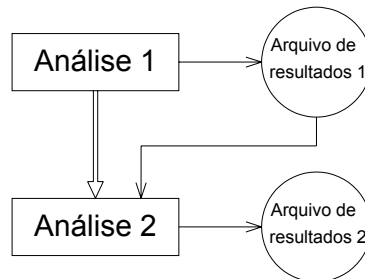 Análise 1
Arquivo de
resultados 1
Análise 2
Arquivo de
resultados 2